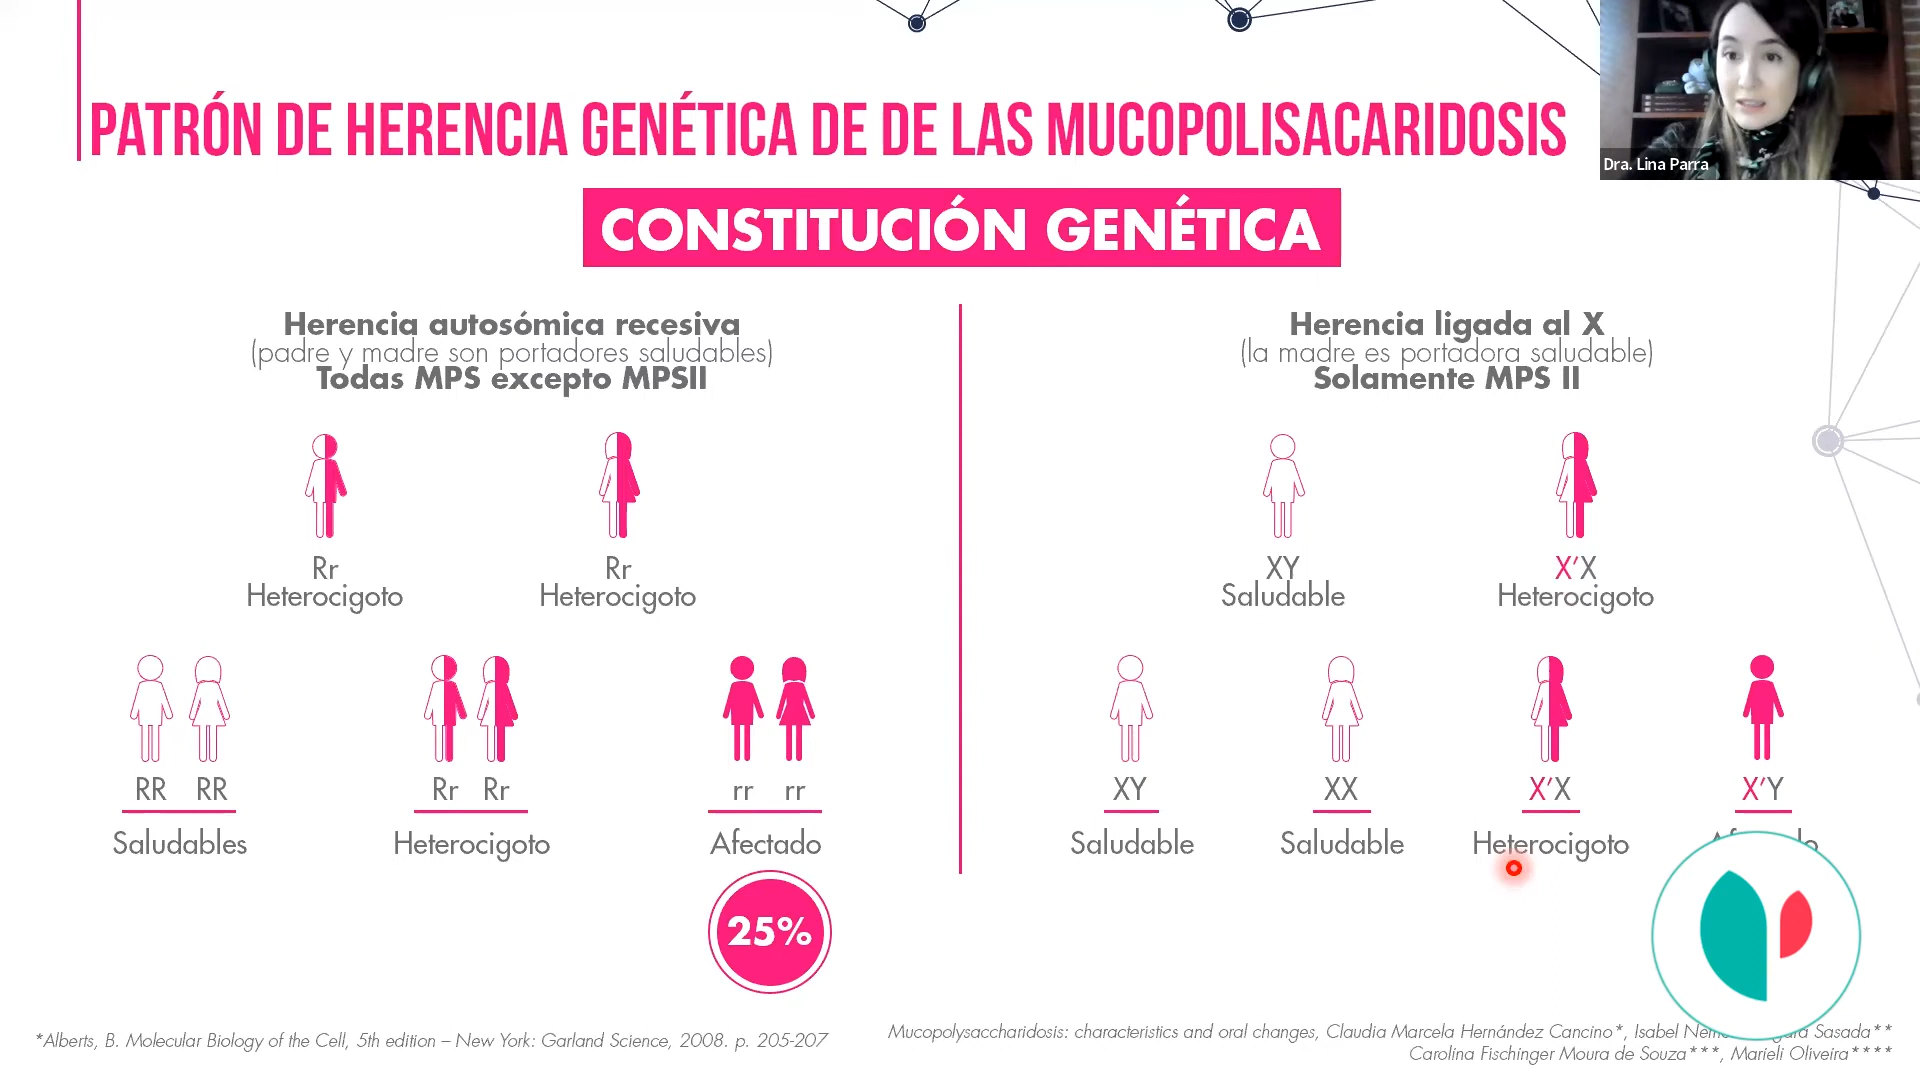 PATRÓN DE HERENCIA GENÉTICA DE DE LAS MUCOPOLISACARIDOSIS
Dra. Lina Parra
CONSTITUCIÓN GENÉTICA
Herencia autosómica recesiva
(padre y madre son portadores saludables)
Todas MPS excepto MPSII
Rr Rr
Heterocigoto Heterocigoto
RR RR Rr Rr rr rr
Saludables Heterocigoto Afectado
25%
Herencia ligada al X
(la madre es portadora saludable)
Solamente MPS II
XY X'X
Saludable Heterocigoto
XY XX X'X X'Y
Saludable Saludable Heterocigoto
*Alberts, B. Molecular Biology of the Cell, 5th edition – New York: Garland Science, 2008. p. 205-207
Mucopolysaccharidosis: characteristics and oral changes, Claudia Marcela Hernández Cancino*, Isabel Sasada**
Carolina Fischinger Moura de Souza***, Marieli Oliveira****